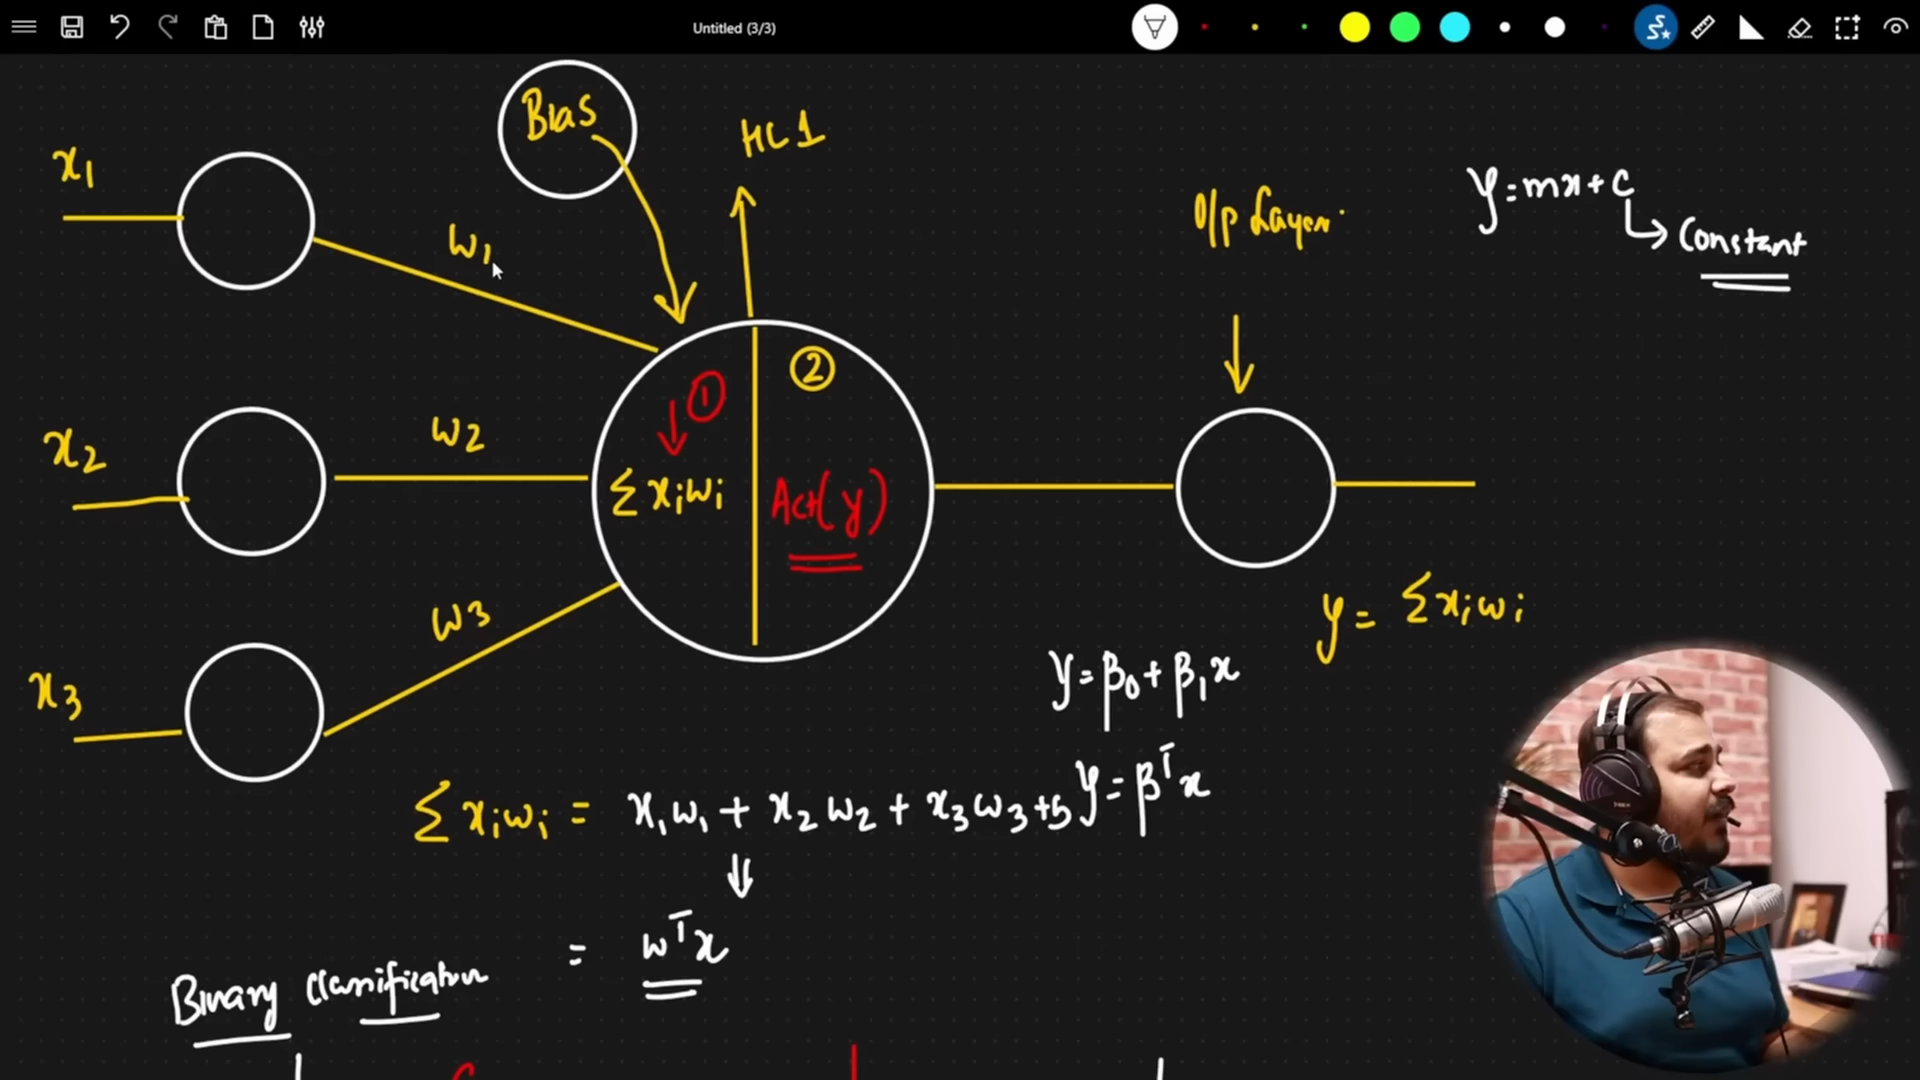 Untitled (3/3)
Bias
HL1
x1
w1
O/p Layer
y=mx+c
Constant
①
②
x2
w2
Σxiwi
Act(y)
w3
y= Σxiwi
x3
y=β0+β1x
Σxiwi = x1w1 + x2w2 + x3w3+b
y=βᵀx
= wᵀx
Binary Classification